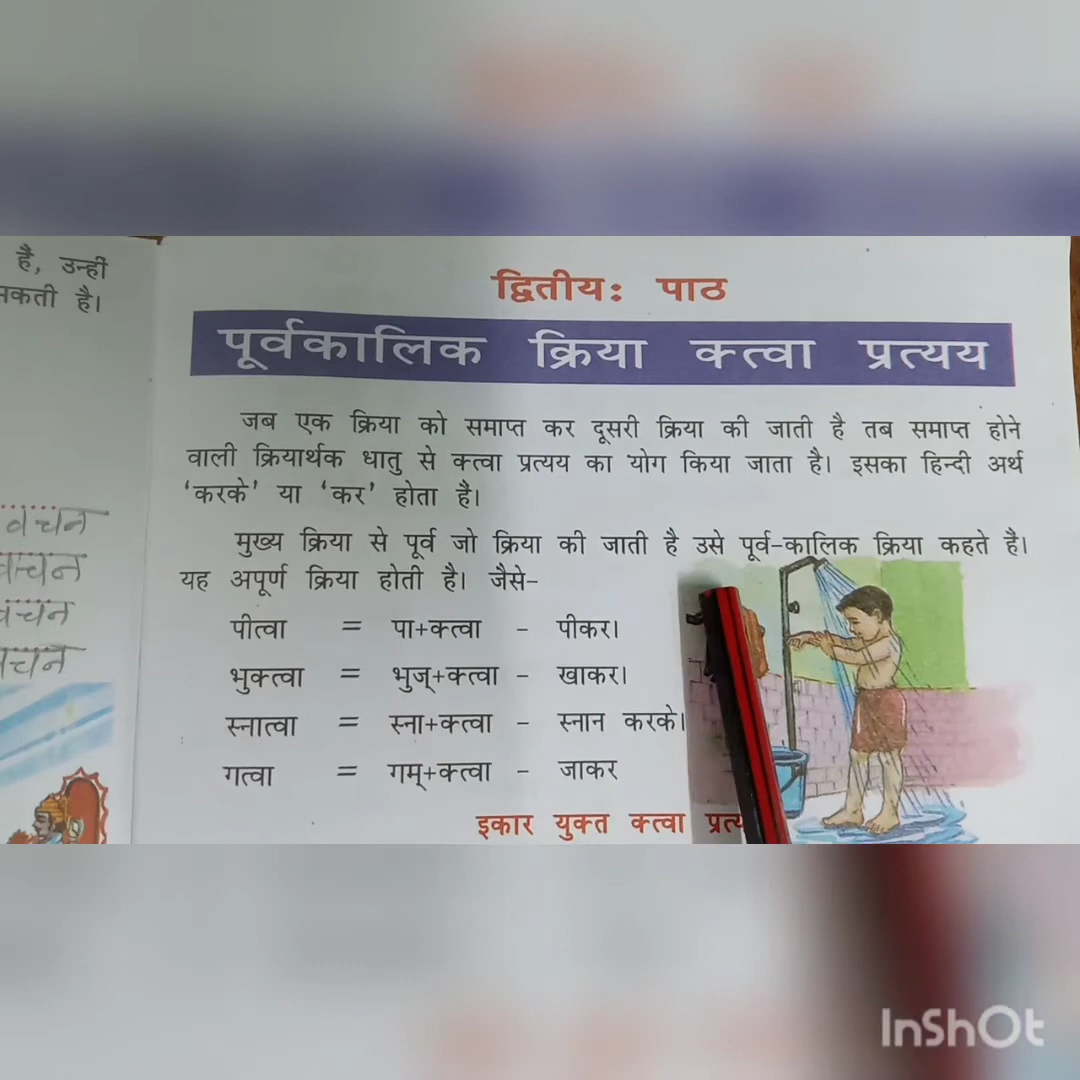 है, उन्हीं
सकती है।
वचन
वचन
वचन
वचन
द्वितीयः पाठ
पूर्वकालिक क्रिया क्त्वा प्रत्यय
जब एक क्रिया को समाप्त कर दूसरी क्रिया की जाती है तब समाप्त होने
वाली क्रियार्थक धातु से क्त्वा प्रत्यय का योग किया जाता है। इसका हिन्दी अर्थ
‘करके’ या ‘कर’ होता है।
मुख्य क्रिया से पूर्व जो क्रिया की जाती है उसे पूर्व-कालिक क्रिया कहते हैं।
यह अपूर्ण क्रिया होती है। जैसे-
पीत्वा = पा+क्त्वा - पीकर।
भुक्त्वा = भुज्+क्त्वा - खाकर।
स्नात्वा = स्ना+क्त्वा - स्नान करके।
गत्वा = गम्+क्त्वा - जाकर
इकार युक्त क्त्वा
InShOt